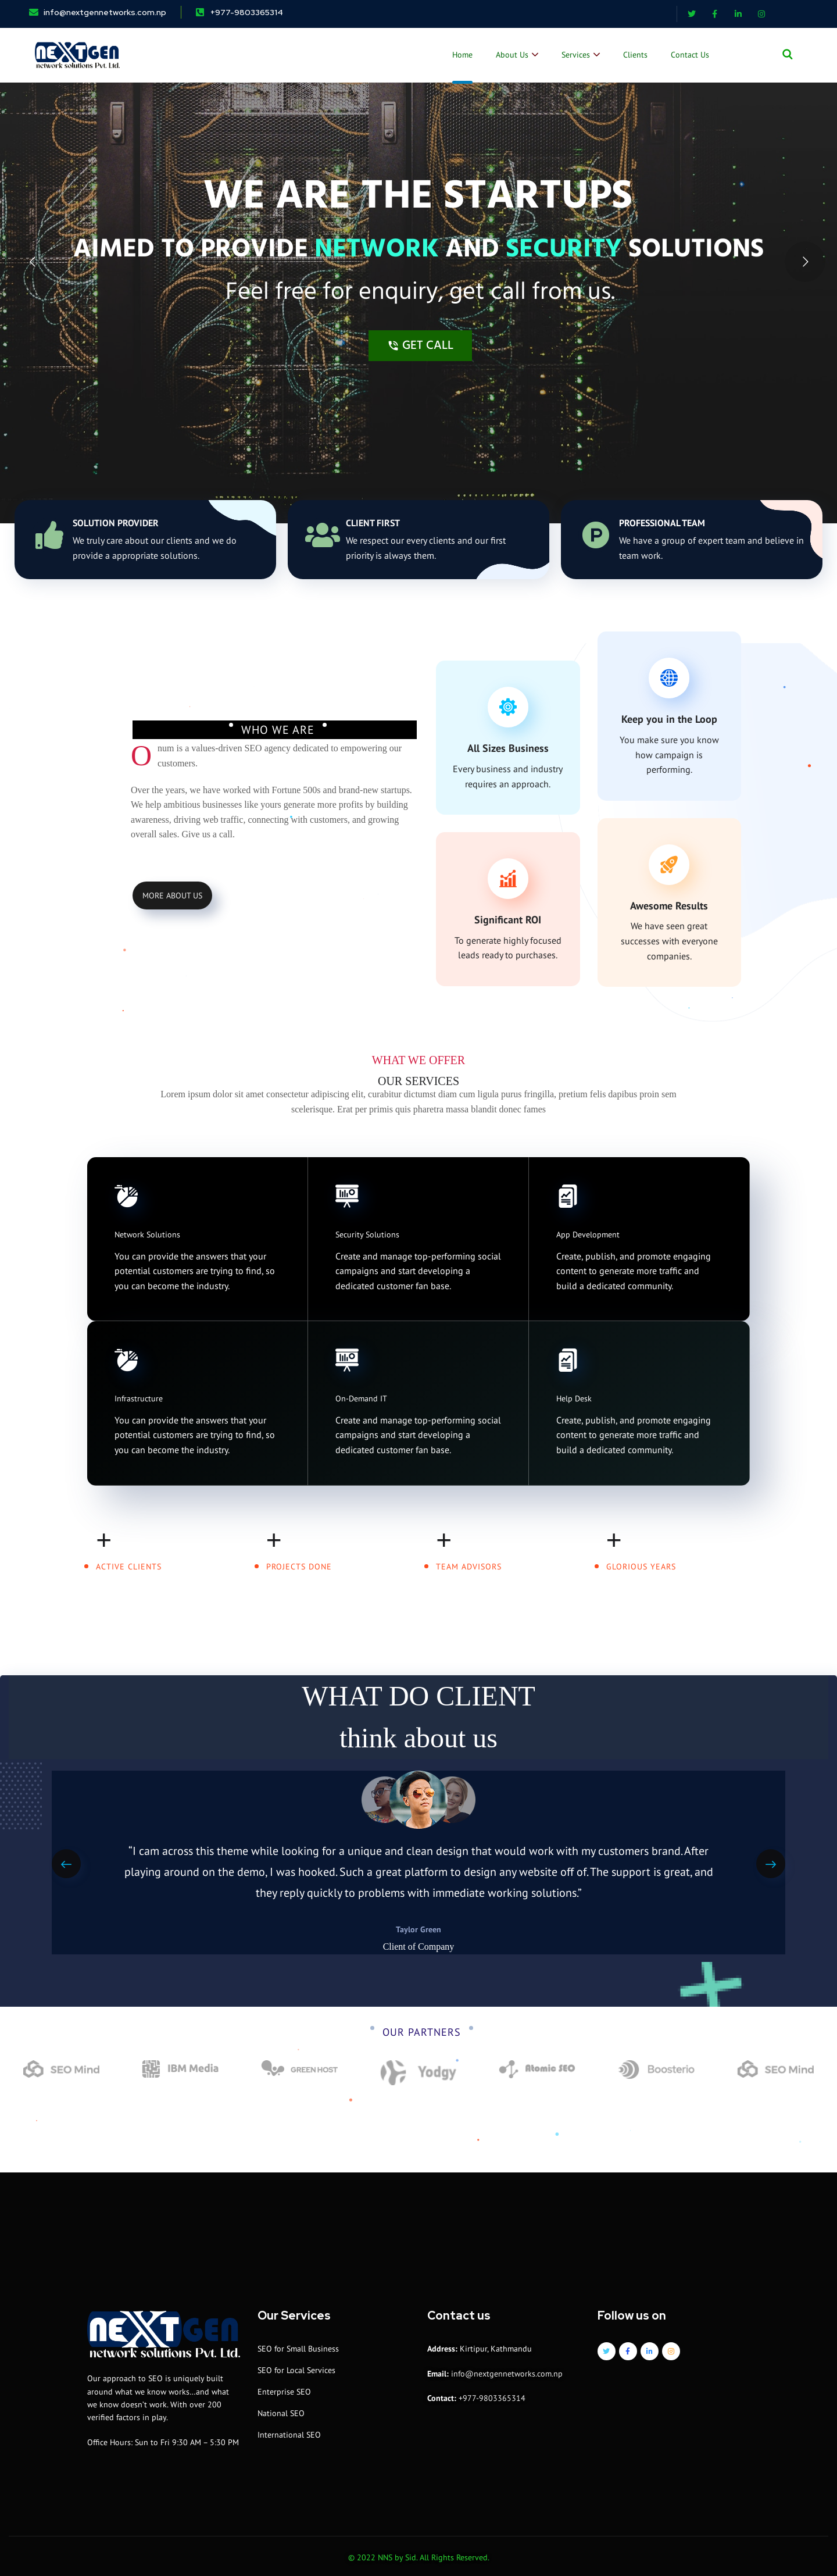 info@nextgennetworks.com.np
+977-9803365314
NEXTGEN
network solutions Pvt. Ltd.
Home
About Us
Services
Clients
Contact Us
WE ARE THE STARTUPS
AIMED TO PROVIDE NETWORK AND SECURITY SOLUTIONS
Feel free for enquiry, get call from us.
GET CALL
SOLUTION PROVIDER
We truly care about our clients and we do
provide a appropriate solutions.
CLIENT FIRST
We respect our every clients and our first
priority is always them.
PROFESSIONAL TEAM
We have a group of expert team and believe in
team work.
WHO WE ARE
Onum is a values-driven SEO agency dedicated to empowering our
customers.
Over the years, we have worked with Fortune 500s and brand-new startups.
We help ambitious businesses like yours generate more profits by building
awareness, driving web traffic, connecting with customers, and growing
overall sales. Give us a call.
MORE ABOUT US
All Sizes Business
Every business and industry
requires an approach.
Significant ROI
To generate highly focused
leads ready to purchases.
Keep you in the Loop
You make sure you know
how campaign is
performing.
Awesome Results
We have seen great
successes with everyone
companies.
WHAT WE OFFER
OUR SERVICES
Lorem ipsum dolor sit amet consectetur adipiscing elit, curabitur dictumst diam cum ligula purus fringilla, pretium felis dapibus proin sem
scelerisque. Erat per primis quis pharetra massa blandit donec fames
Network Solutions
You can provide the answers that your
potential customers are trying to find, so
you can become the industry.
Security Solutions
Create and manage top-performing social
campaigns and start developing a
dedicated customer fan base.
App Development
Create, publish, and promote engaging
content to generate more traffic and
build a dedicated community.
Infrastructure
You can provide the answers that your
potential customers are trying to find, so
you can become the industry.
On-Demand IT
Create and manage top-performing social
campaigns and start developing a
dedicated customer fan base.
Help Desk
Create, publish, and promote engaging
content to generate more traffic and
build a dedicated community.
+
ACTIVE CLIENTS
+
PROJECTS DONE
+
TEAM ADVISORS
+
GLORIOUS YEARS
WHAT DO CLIENT
think about us
“I cam across this theme while looking for a unique and clean design that would work with my customers brand. After
playing around on the demo, I was hooked. Such a great platform to design any website off of. The support is great, and
they reply quickly to problems with immediate working solutions.”
Taylor Green
Client of Company
OUR PARTNERS
SEO Mind
IBM Media
GREEN HOST
Yodgy
Atomic SEO
Boosterio
SEO Mind
NEXTGEN
network solutions Pvt. Ltd.
Our approach to SEO is uniquely built
around what we know works…and what
we know doesn’t work. With over 200
verified factors in play.
Office Hours: Sun to Fri 9:30 AM – 5:30 PM
Our Services
SEO for Small Business
SEO for Local Services
Enterprise SEO
National SEO
International SEO
Contact us
Address: Kirtipur, Kathmandu
Email: info@nextgennetworks.com.np
Contact: +977-9803365314
Follow us on
© 2022 NNS by Sid. All Rights Reserved.